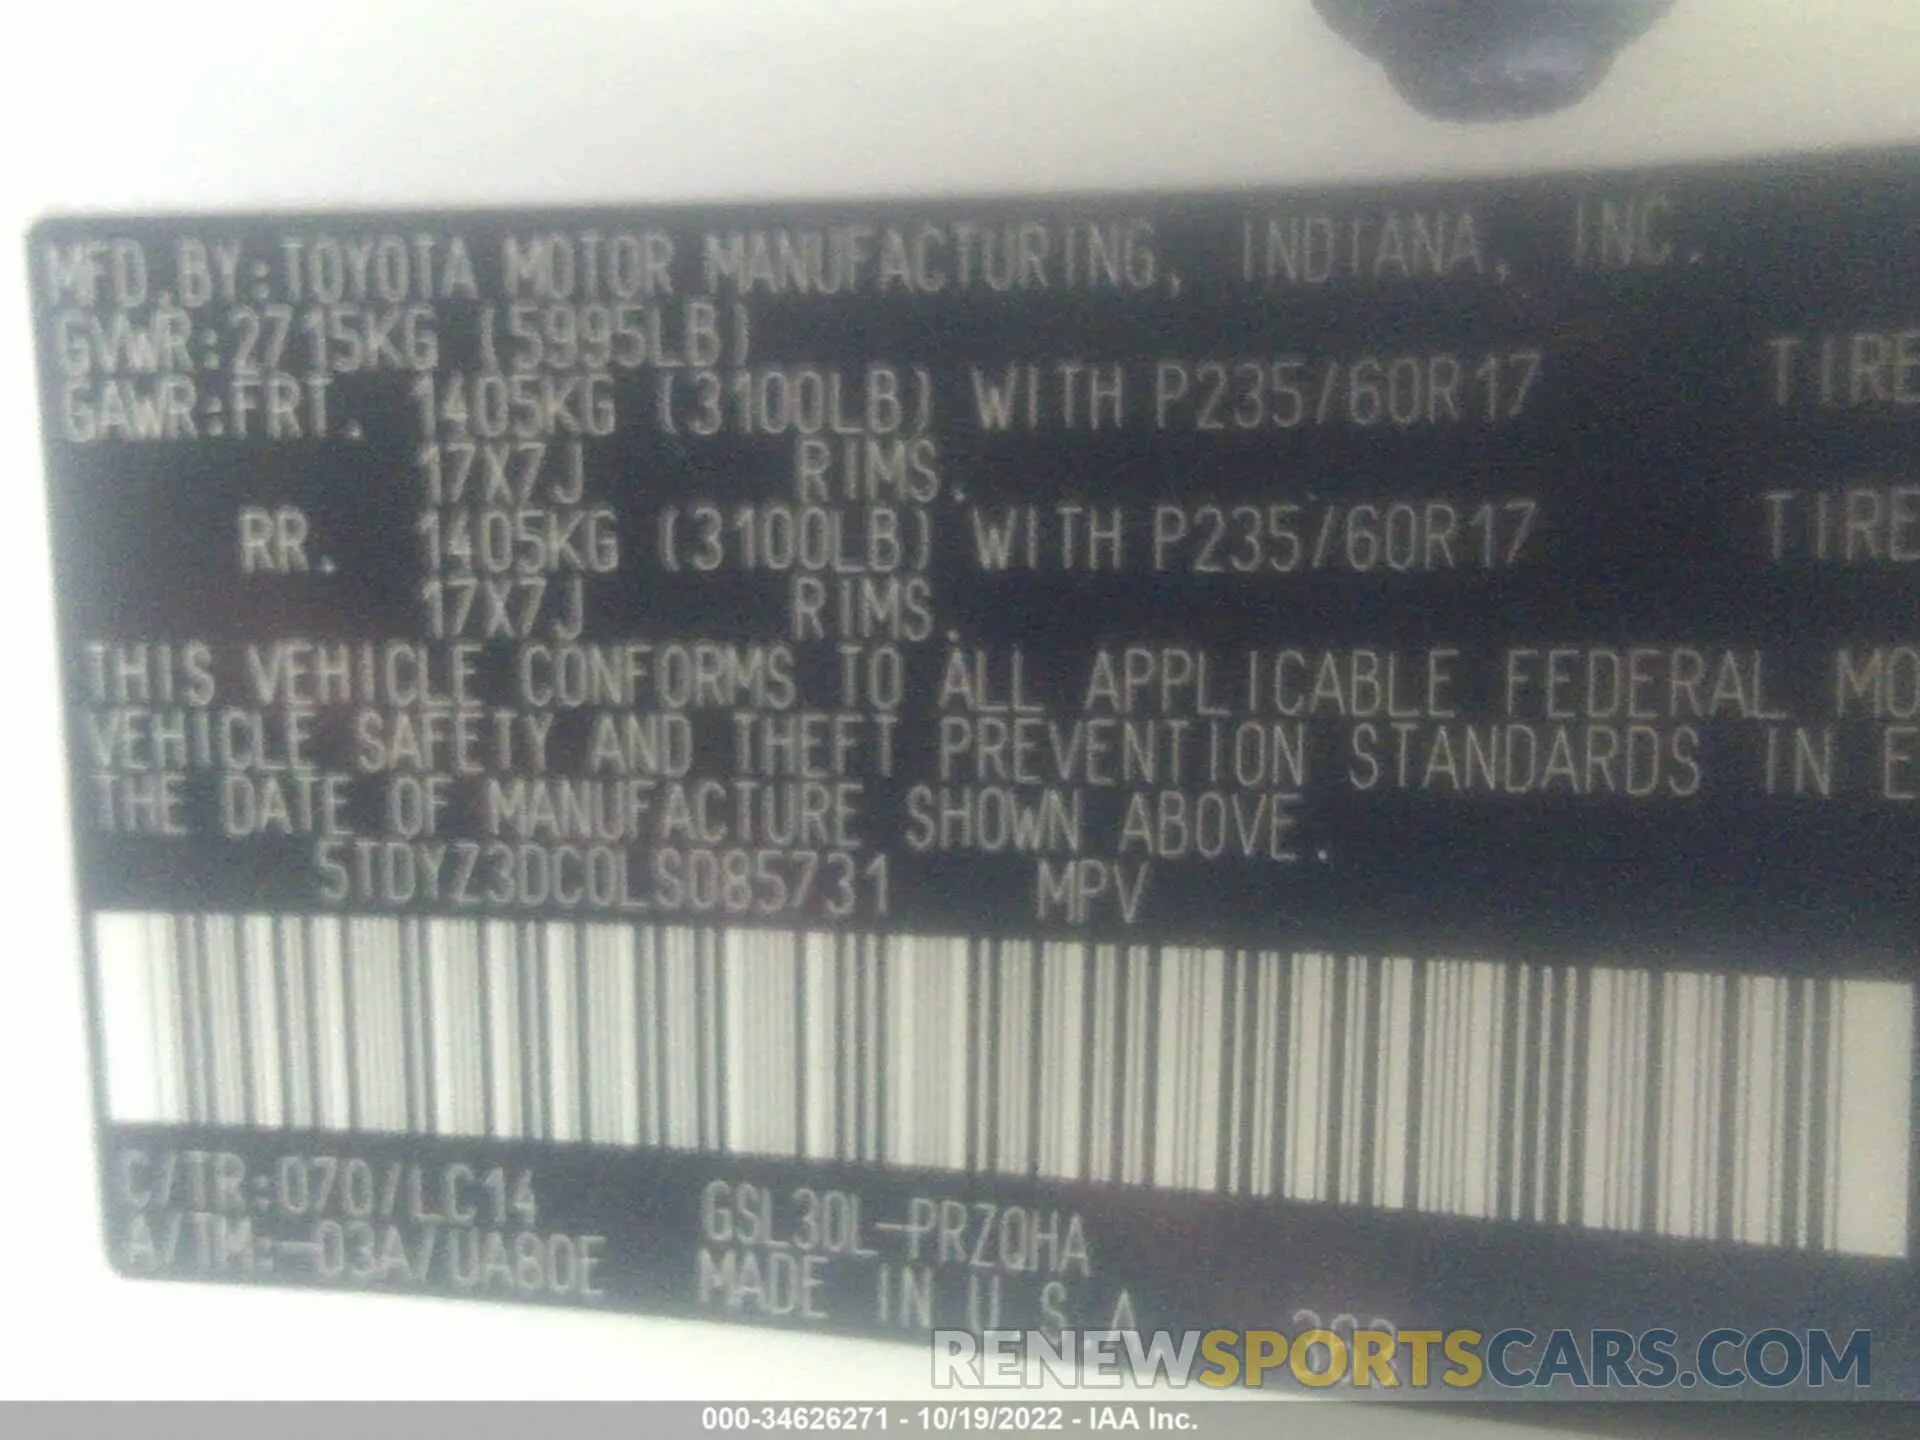 MFD.BY:TOYOTA MOTOR MANUFACTURING, INDIANA, INC.
GVWR:2715KG (5995LB)
GAWR:FRT. 1405KG (3100LB) WITH P235/60R17 TIRE
17X7J RIMS.
RR. 1405KG (3100LB) WITH P235/60R17 TIRE
17X7J RIMS.
THIS VEHICLE CONFORMS TO ALL APPLICABLE FEDERAL MO
VEHICLE SAFETY AND THEFT PREVENTION STANDARDS IN E
THE DATE OF MANUFACTURE SHOWN ABOVE.
5TDYZ3DC0LS085731 MPV
C/TR:070/LC14 GSL30L-PRZQHA
A/TM:-03A/UA80E MADE IN U.S.A
RENEWSPORTSCARS.COM
000-34626271 - 10/19/2022 - IAA Inc.